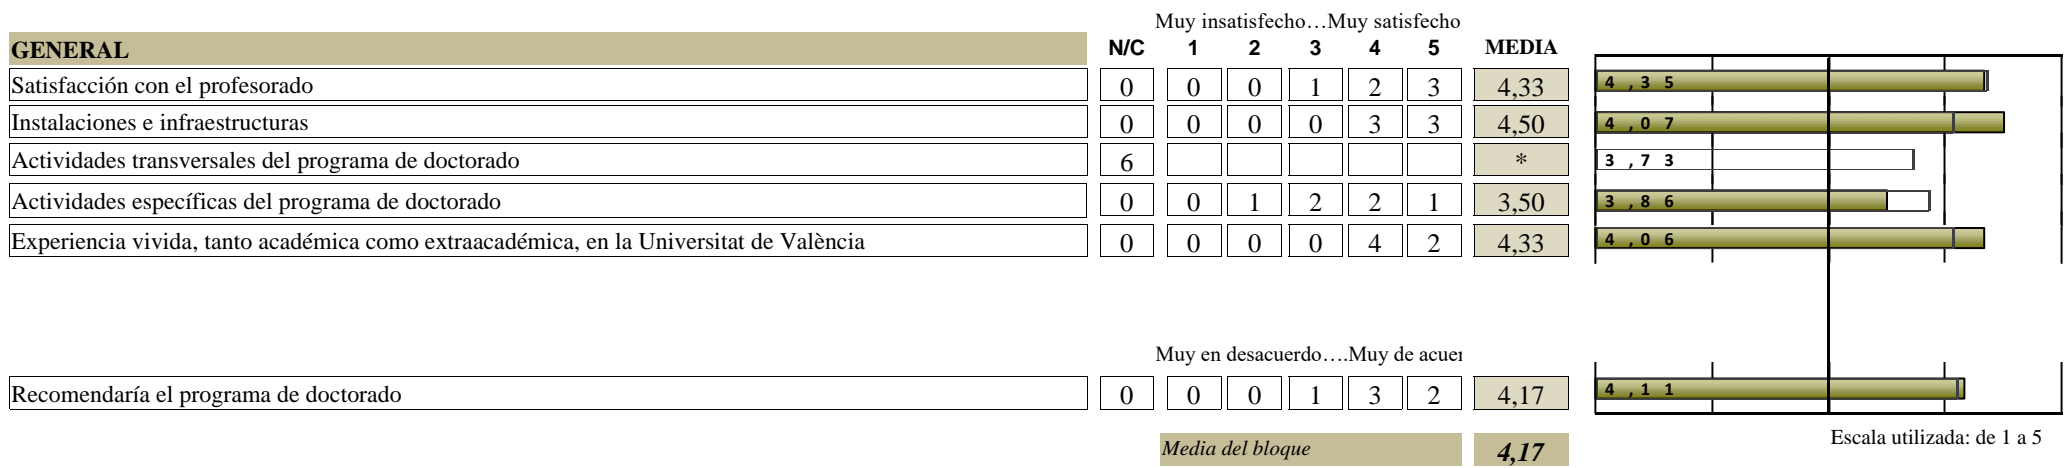 Muy insatisfecho…Muy satisfecho
GENERAL N/C 1 2 3 4 5 MEDIA
Satisfacción con el profesorado 0 0 0 1 2 3 4,33 4,35
Instalaciones e infraestructuras 0 0 0 0 3 3 4,50 4,07
Actividades transversales del programa de doctorado 6 * 3,73
Actividades específicas del programa de doctorado 0 0 1 2 2 1 3,50 3,86
Experiencia vivida, tanto académica como extraacadémica, en la Universitat de València 0 0 0 0 4 2 4,33 4,06
Muy en desacuerdo….Muy de acuer
Recomendaría el programa de doctorado 0 0 0 1 3 2 4,17 4,11
Media del bloque 4,17
Escala utilizada: de 1 a 5